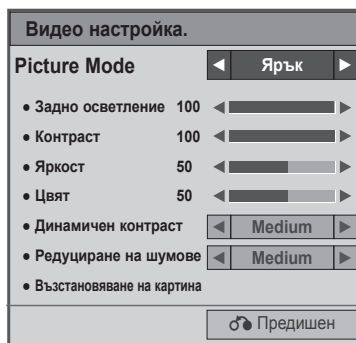 Видео настройка.
Picture Mode ◄ Ярък ►
● Задно осветление 100
● Контраст 100
● Яркост 50
● Цвят 50
● Динамичен контраст ◄ Medium ►
● Редуциране на шумове ◄ Medium ►
● Възстановяване на картина
Предишен